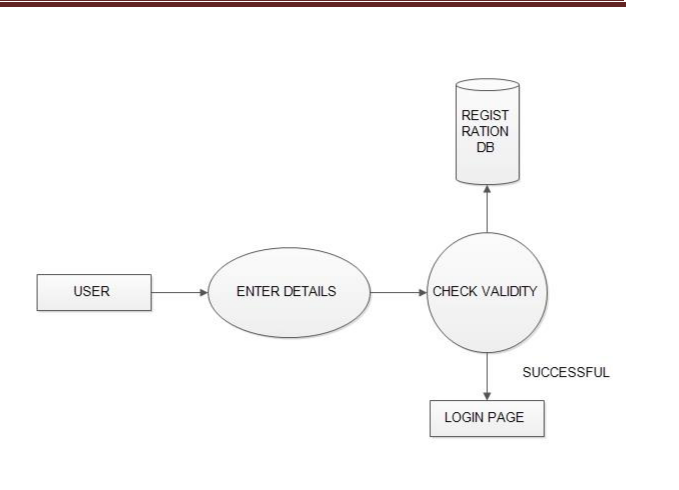 REGIST
RATION
DB
USER
ENTER DETAILS
CHECK VALIDITY
SUCCESSFUL
LOGIN PAGE